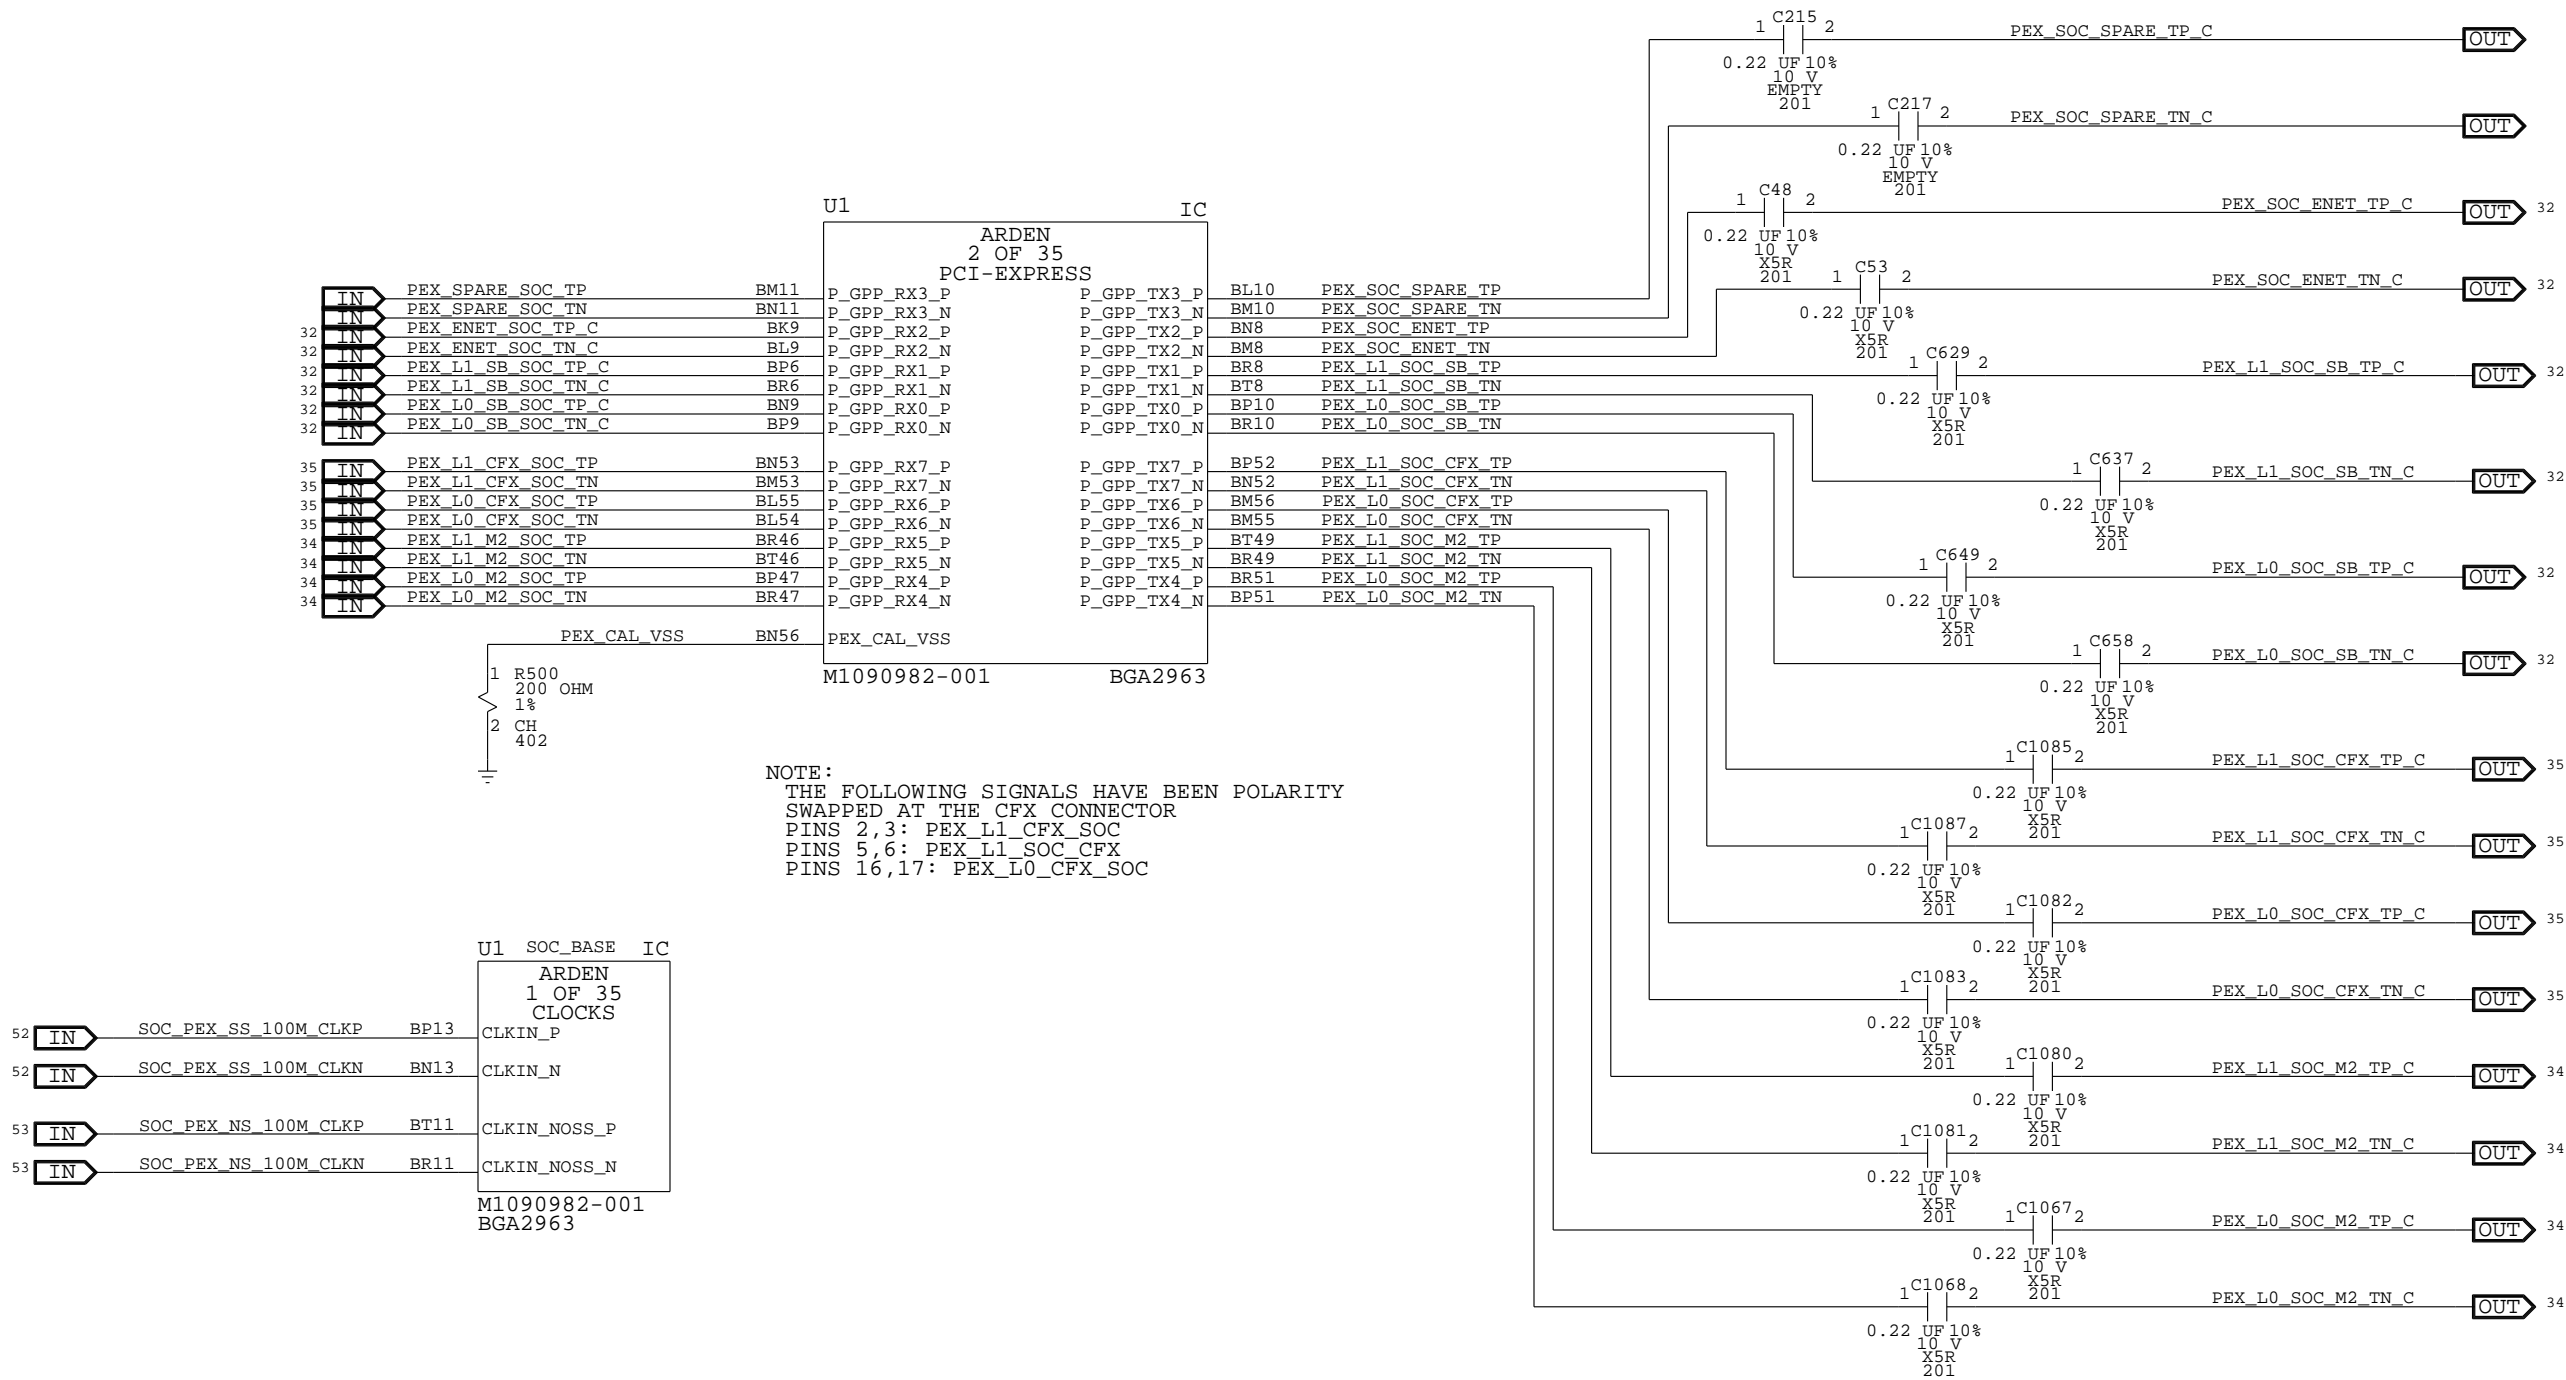 C215
1 2
PEX_SOC_SPARE_TP_C
OUT
0.22 UF 10%
10 V
EMPTY
201
C217
1 2
PEX_SOC_SPARE_TN_C
OUT
0.22 UF 10%
10 V
EMPTY
201
C48
1 2
PEX_SOC_ENET_TP_C
OUT 32
0.22 UF 10%
10 V
X5R
201
C53
1 2
PEX_SOC_ENET_TN_C
OUT 32
0.22 UF 10%
10 V
X5R
201
C629
1 2
PEX_L1_SOC_SB_TP_C
OUT 32
0.22 UF 10%
10 V
X5R
201
C637
1 2
PEX_L1_SOC_SB_TN_C
OUT 32
0.22 UF 10%
10 V
X5R
201
C649
1 2
PEX_L0_SOC_SB_TP_C
OUT 32
0.22 UF 10%
10 V
X5R
201
C658
1 2
PEX_L0_SOC_SB_TN_C
OUT 32
0.22 UF 10%
10 V
X5R
201
C1085
1 2
PEX_L1_SOC_CFX_TP_C
OUT 35
0.22 UF 10%
10 V
X5R
201
C1087
1 2
PEX_L1_SOC_CFX_TN_C
OUT 35
0.22 UF 10%
10 V
X5R
201
C1082
1 2
PEX_L0_SOC_CFX_TP_C
OUT 35
0.22 UF 10%
10 V
X5R
201
C1083
1 2
PEX_L0_SOC_CFX_TN_C
OUT 35
0.22 UF 10%
10 V
X5R
201
C1080
1 2
PEX_L1_SOC_M2_TP_C
OUT 34
0.22 UF 10%
10 V
X5R
201
C1081
1 2
PEX_L1_SOC_M2_TN_C
OUT 34
0.22 UF 10%
10 V
X5R
201
C1067
1 2
PEX_L0_SOC_M2_TP_C
OUT 34
0.22 UF 10%
10 V
X5R
201
C1068
1 2
PEX_L0_SOC_M2_TN_C
OUT 34
0.22 UF 10%
10 V
X5R
201
U1 IC
ARDEN
2 OF 35
PCI-EXPRESS
IN PEX_SPARE_SOC_TP BM11 P_GPP_RX3_P P_GPP_TX3_P BL10 PEX_SOC_SPARE_TP
IN PEX_SPARE_SOC_TN BN11 P_GPP_RX3_N P_GPP_TX3_N BM10 PEX_SOC_SPARE_TN
32 IN PEX_ENET_SOC_TP_C BK9 P_GPP_RX2_P P_GPP_TX2_P BN8 PEX_SOC_ENET_TP
32 IN PEX_ENET_SOC_TN_C BL9 P_GPP_RX2_N P_GPP_TX2_N BM8 PEX_SOC_ENET_TN
32 IN PEX_L1_SB_SOC_TP_C BP6 P_GPP_RX1_P P_GPP_TX1_P BR8 PEX_L1_SOC_SB_TP
32 IN PEX_L1_SB_SOC_TN_C BR6 P_GPP_RX1_N P_GPP_TX1_N BT8 PEX_L1_SOC_SB_TN
32 IN PEX_L0_SB_SOC_TP_C BN9 P_GPP_RX0_P P_GPP_TX0_P BP10 PEX_L0_SOC_SB_TP
32 IN PEX_L0_SB_SOC_TN_C BP9 P_GPP_RX0_N P_GPP_TX0_N BR10 PEX_L0_SOC_SB_TN
35 IN PEX_L1_CFX_SOC_TP BN53 P_GPP_RX7_P P_GPP_TX7_P BP52 PEX_L1_SOC_CFX_TP
35 IN PEX_L1_CFX_SOC_TN BM53 P_GPP_RX7_N P_GPP_TX7_N BN52 PEX_L1_SOC_CFX_TN
35 IN PEX_L0_CFX_SOC_TP BL55 P_GPP_RX6_P P_GPP_TX6_P BM56 PEX_L0_SOC_CFX_TP
35 IN PEX_L0_CFX_SOC_TN BL54 P_GPP_RX6_N P_GPP_TX6_N BM55 PEX_L0_SOC_CFX_TN
34 IN PEX_L1_M2_SOC_TP BR46 P_GPP_RX5_P P_GPP_TX5_P BT49 PEX_L1_SOC_M2_TP
34 IN PEX_L1_M2_SOC_TN BT46 P_GPP_RX5_N P_GPP_TX5_N BR49 PEX_L1_SOC_M2_TN
34 IN PEX_L0_M2_SOC_TP BP47 P_GPP_RX4_P P_GPP_TX4_P BR51 PEX_L0_SOC_M2_TP
34 IN PEX_L0_M2_SOC_TN BR47 P_GPP_RX4_N P_GPP_TX4_N BP51 PEX_L0_SOC_M2_TN
PEX_CAL_VSS BN56 PEX_CAL_VSS
M1090982-001 BGA2963
1 R500
200 OHM
1%
2 CH
402
NOTE:
THE FOLLOWING SIGNALS HAVE BEEN POLARITY
SWAPPED AT THE CFX CONNECTOR
PINS 2,3: PEX_L1_CFX_SOC
PINS 5,6: PEX_L1_SOC_CFX
PINS 16,17: PEX_L0_CFX_SOC
U1 SOC_BASE IC
ARDEN
1 OF 35
CLOCKS
52 IN SOC_PEX_SS_100M_CLKP BP13 CLKIN_P
52 IN SOC_PEX_SS_100M_CLKN BN13 CLKIN_N
53 IN SOC_PEX_NS_100M_CLKP BT11 CLKIN_NOSS_P
53 IN SOC_PEX_NS_100M_CLKN BR11 CLKIN_NOSS_N
M1090982-001
BGA2963